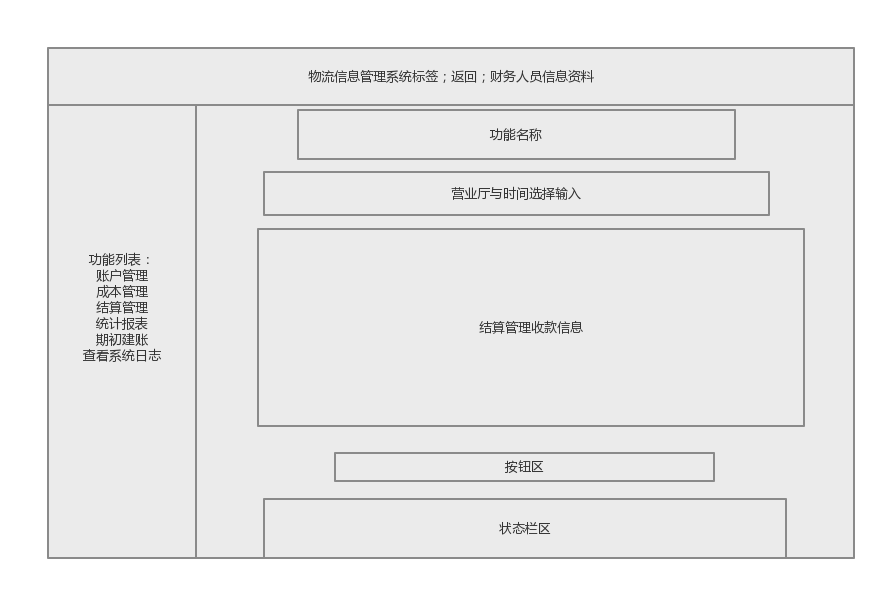 物流信息管理系统标签；返回；财务人员信息资料
功能名称
营业厅与时间选择输入
功能列表：
账户管理
成本管理
结算管理
统计报表
期初建账
查看系统日志
结算管理收款信息
按钮区
状态栏区